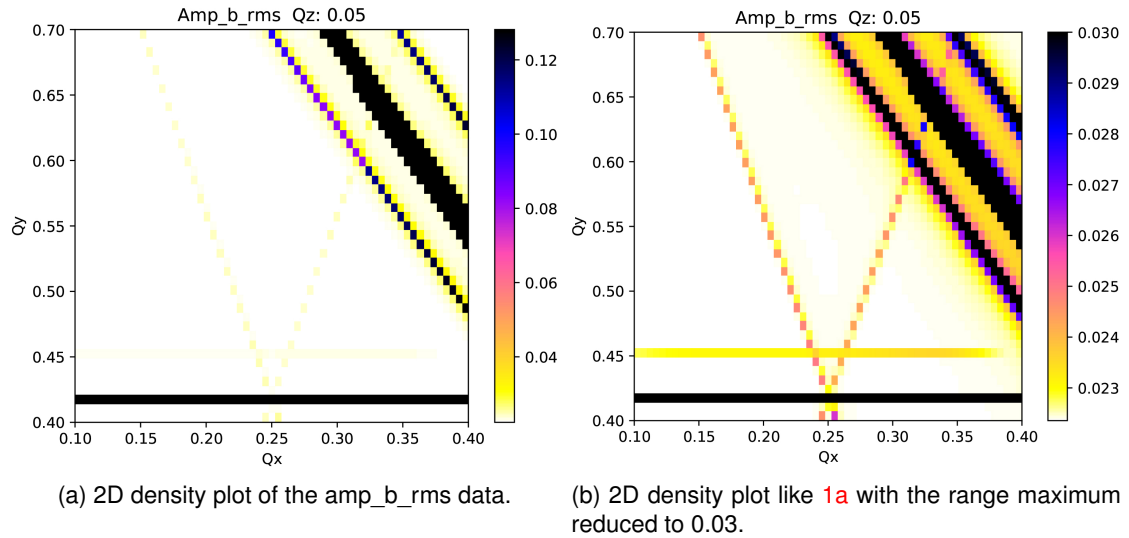 Amp_b_rms Qz: 0.05
0.70
0.65
0.60
0.55
0.50
0.45
0.40
Qy
0.10 0.15 0.20 0.25 0.30 0.35 0.40
Qx
0.12
0.10
0.08
0.06
0.04
(a) 2D density plot of the amp_b_rms data.
Amp_b_rms Qz: 0.05
0.70
0.65
0.60
0.55
0.50
0.45
0.40
Qy
0.10 0.15 0.20 0.25 0.30 0.35 0.40
Qx
0.030
0.029
0.028
0.027
0.026
0.025
0.024
0.023
(b) 2D density plot like 1a with the range maximum
reduced to 0.03.